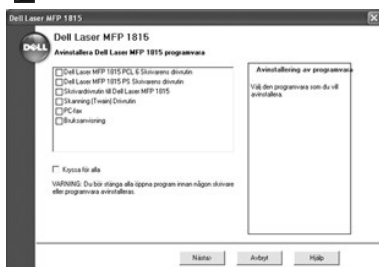 Dell Laser MFP 1815
DELL
Dell Laser MFP 1815
Avinstallera Dell Laser MFP 1815 programvara
Dell Laser MFP 1815 PCL 6 Skrivarens drivrutin
Dell Laser MFP 1815 PS Skrivarens drivrutin
Skrivardrivrutin till Dell Laser MFP 1815
Skanning (Twain) Drivrutin
PC-fax
Bruksanvisning
Kryssa för alla
VARNING: Du bör stänga alla öppna program innan någon skrivare
eller programvara avinstalleras.
Avinstallering av programvara
Välj den programvara som du vill
avinstallera.
Nästa>
Avbryt
Hjälp